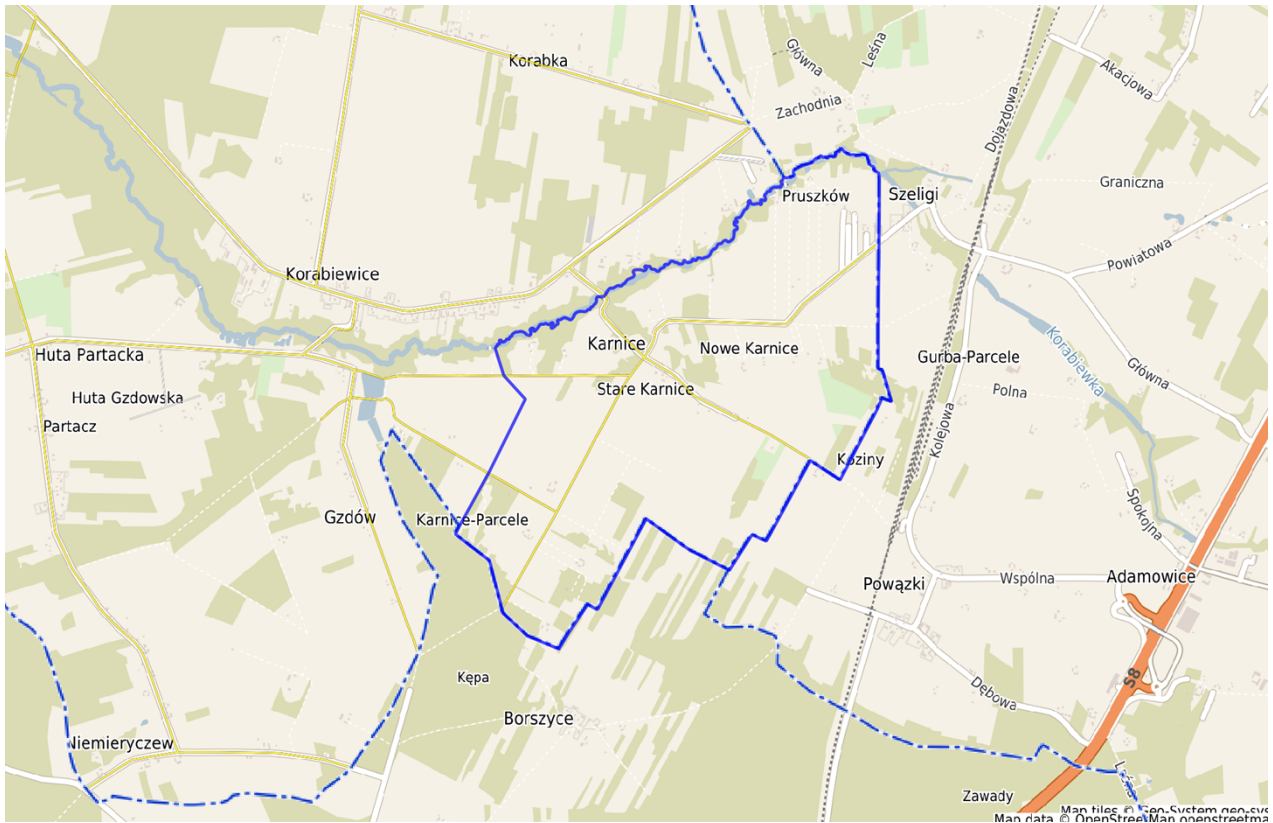 Korabka
Główna
Leśna
Akacjowa
Zachodnia
Dojazdowa
Graniczna
Pruszków
Szeligi
Powiatowa
Korabiewice
Korabiewka
Karnice
Nowe Karnice
Huta Partacka
Gurba-Parcele
Główna
Stare Karnice
Polna
Huta Gzdowska
Partacz
Kolejowa
Koziny
Spokojna
Gzdów
Karnice-Parcele
Powązki
Wspólna
Adamowice
S8
Kępa
Dębowa
Borszyce
Niemieryczew
Leśna
Zawady
Map tiles © Geo-System geo-sys
Map data © OpenStreetMap openstreetma